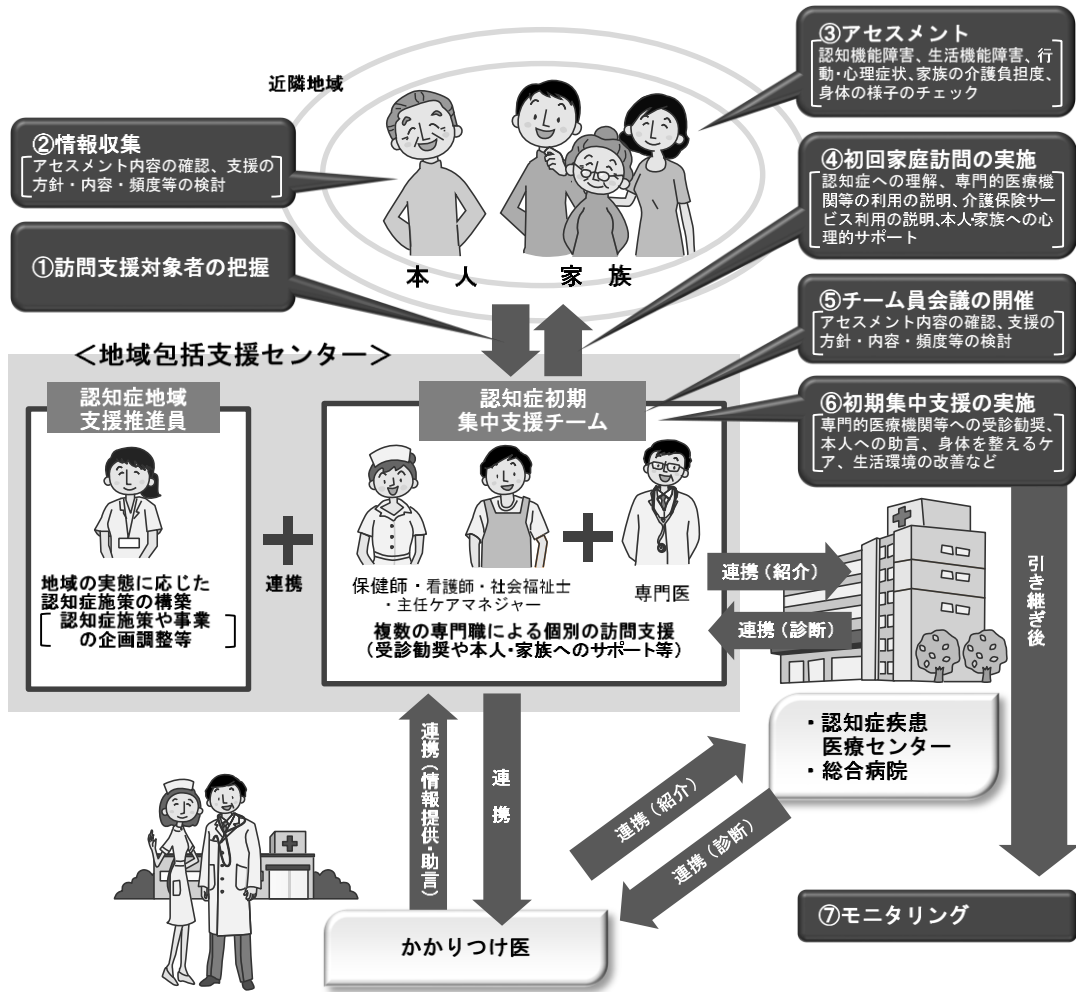 近隣地域
③アセスメント
認知機能障害、生活機能障害、行
動・心理症状、家族の介護負担度、
身体の様子のチェック
②情報収集
アセスメント内容の確認、支援の
方針・内容・頻度等の検討
④初回家庭訪問の実施
認知症への理解、専門的医療機
関等の利用の説明、介護保険サー
ビス利用の説明、本人・家族への心
理的サポート
①訪問支援対象者の把握
本 人
家 族
⑤チーム員会議の開催
アセスメント内容の確認、支援の
方針・内容・頻度等の検討
＜地域包括支援センター＞
認知症地域
支援推進員
認知症初期
集中支援チーム
⑥初期集中支援の実施
専門的医療機関等への受診勧奨、
本人への助言、身体を整えるケ
ア、生活環境の改善など
連携
地域の実態に応じた
認知症施策の構築
認知症施策や事業
の企画調整等
保健師・看護師・社会福祉士
・主任ケアマネジャー
専門医
複数の専門職による個別の訪問支援
（受診勧奨や本人・家族へのサポート等）
連携（紹介）
連携（診断）
引き継ぎ後
・認知症疾患
医療センター
・総合病院
連携（情報提供・助言）
連 携
連携（紹介）
連携（診断）
かかりつけ医
⑦モニタリング